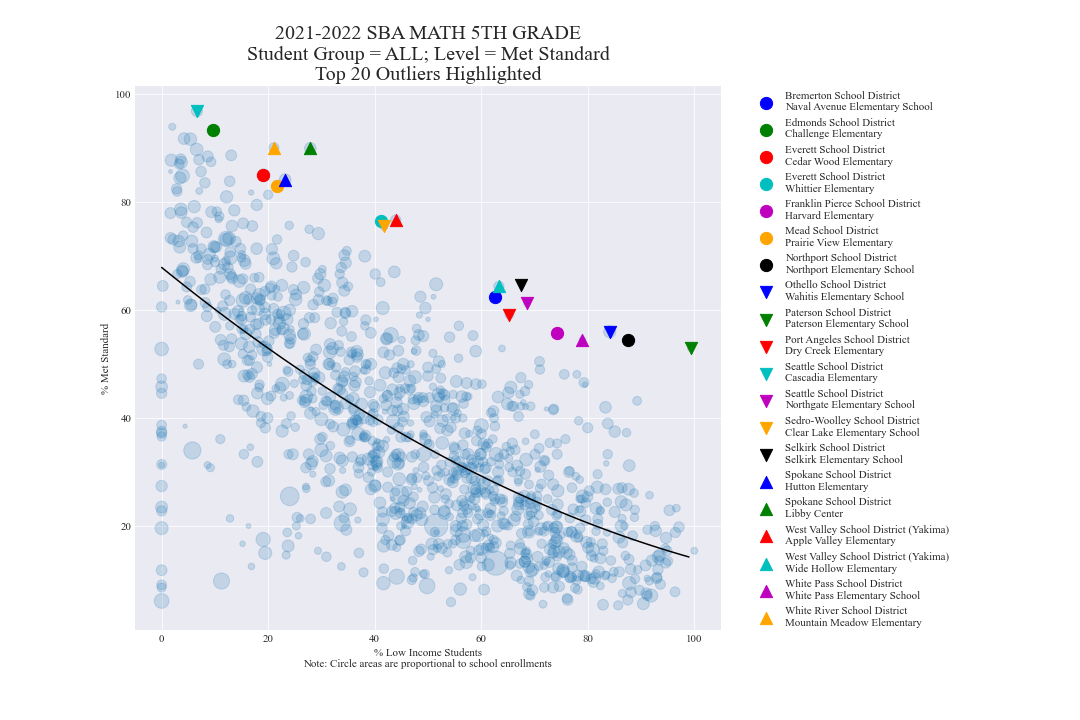 2021-2022 SBA MATH 5TH GRADE
Student Group = ALL; Level = Met Standard
Top 20 Outliers Highlighted
100
80
60
40
20
% Met Standard
0
20
40
60
80
100
% Low Income Students
Note: Circle areas are proportional to school enrollments
Bremerton School District
Naval Avenue Elementary School
Edmonds School District
Challenge Elementary
Everett School District
Cedar Wood Elementary
Everett School District
Whittier Elementary
Franklin Pierce School District
Harvard Elementary
Mead School District
Prairie View Elementary
Northport School District
Northport Elementary School
Othello School District
Wahitis Elementary School
Paterson School District
Paterson Elementary School
Port Angeles School District
Dry Creek Elementary
Seattle School District
Cascadia Elementary
Seattle School District
Northgate Elementary School
Sedro-Woolley School District
Clear Lake Elementary School
Selkirk School District
Selkirk Elementary School
Spokane School District
Hutton Elementary
Spokane School District
Libby Center
West Valley School District (Yakima)
Apple Valley Elementary
West Valley School District (Yakima)
Wide Hollow Elementary
White Pass School District
White Pass Elementary School
White River School District
Mountain Meadow Elementary